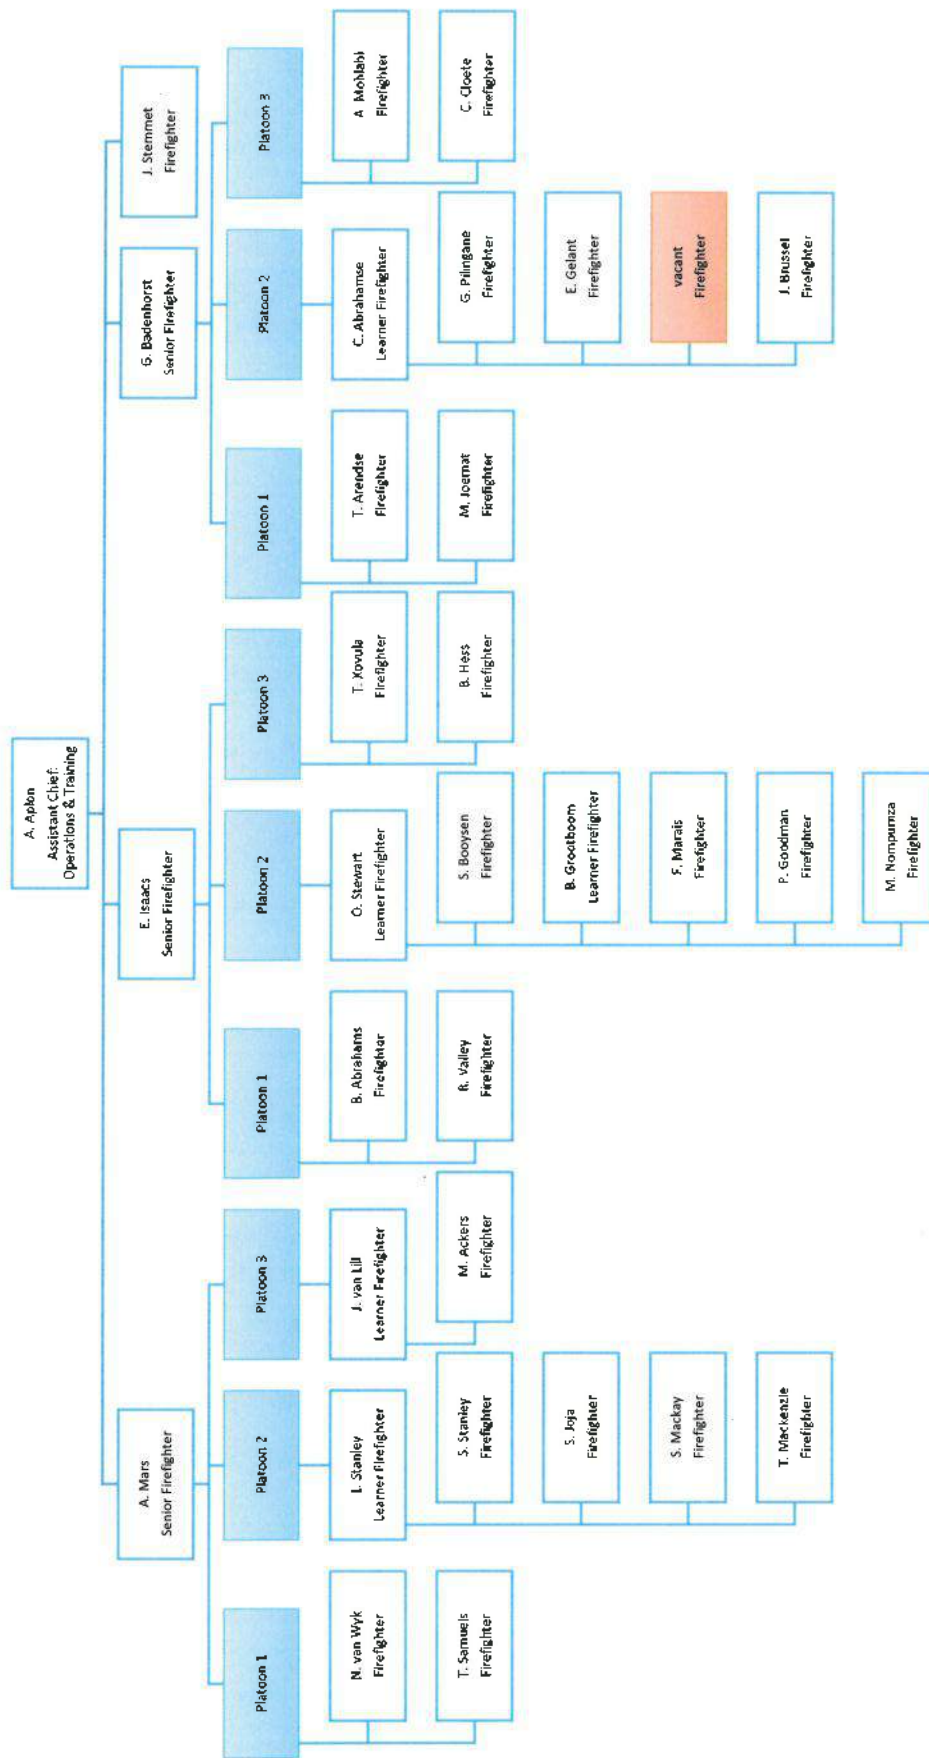 A. Aplon
Assistant Chief:
Operations & Training
A. Mars
Senior Firefighter
E. Isaacs
Senior Firefighter
G. Badenhorst
Senior Firefighter
J. Stemmet
Firefighter
Platoon 1
Platoon 2
Platoon 3
Platoon 1
Platoon 2
Platoon 3
Platoon 1
Platoon 2
Platoon 3
N. van Wyk
Firefighter
T. Samuels
Firefighter
L. Stanley
Learner Firefighter
S. Stanley
Firefighter
S. Joja
Firefighter
S. Mackay
Firefighter
T. Mackenzie
Firefighter
J. van Lill
Learner Firefighter
M. Ackers
Firefighter
B. Abrahams
Firefighter
R. Valley
Firefighter
O. Stewart
Learner Firefighter
S. Booysen
Firefighter
B. Grootboom
Learner Firefighter
F. Marais
Firefighter
P. Goodman
Firefighter
M. Nompumza
Firefighter
T. Xovula
Firefighter
B. Hess
Firefighter
T. Arendse
Firefighter
M. Joemat
Firefighter
C. Abrahamse
Learner Firefighter
G. Pilingane
Firefighter
E. Gelant
Firefighter
vacant
Firefighter
J. Brussel
Firefighter
A Mohlabi
Firefighter
C. Cloete
Firefighter